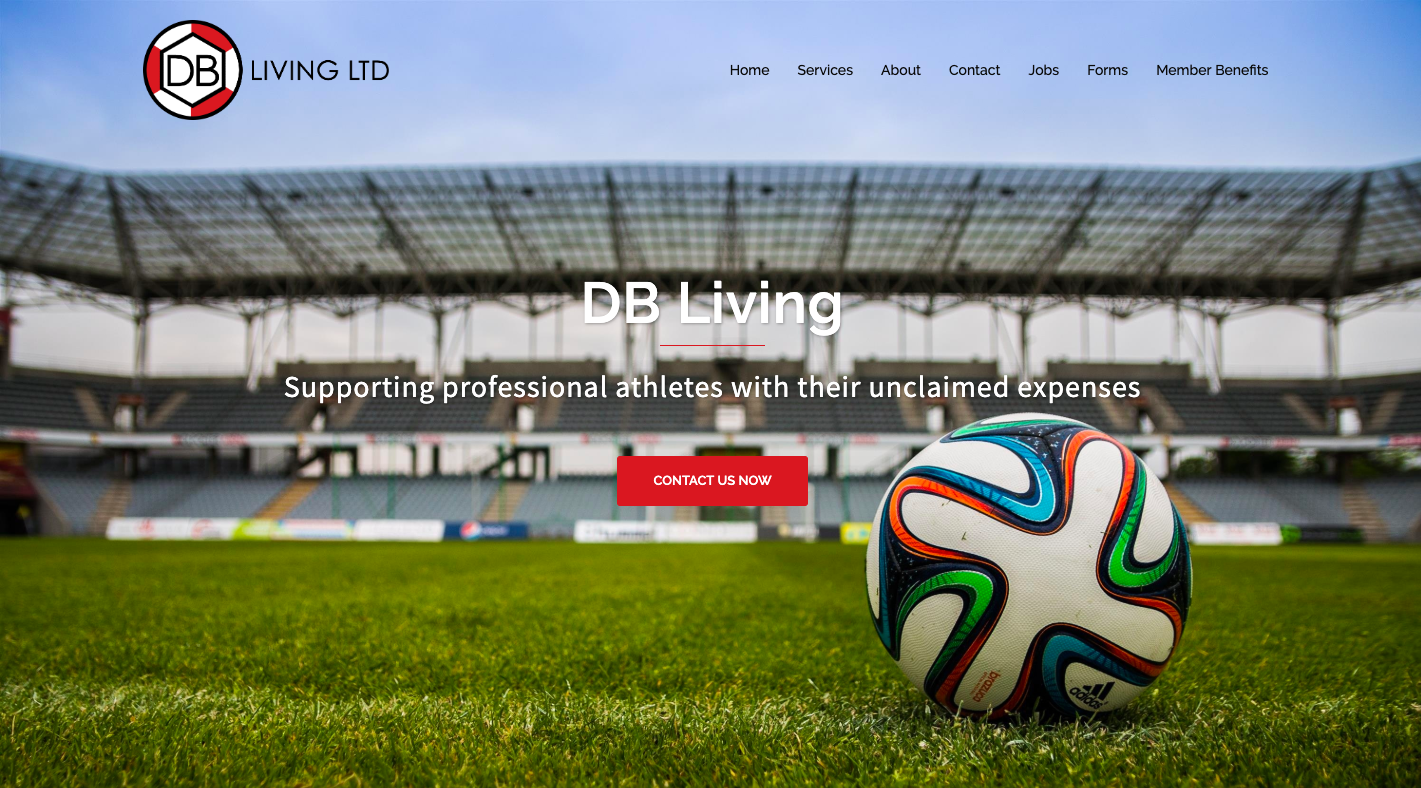 DB LIVING LTD
Home Services About Contact Jobs Forms Member Benefits
DB Living
Supporting professional athletes with their unclaimed expenses
CONTACT US NOW
brazuca
adidas